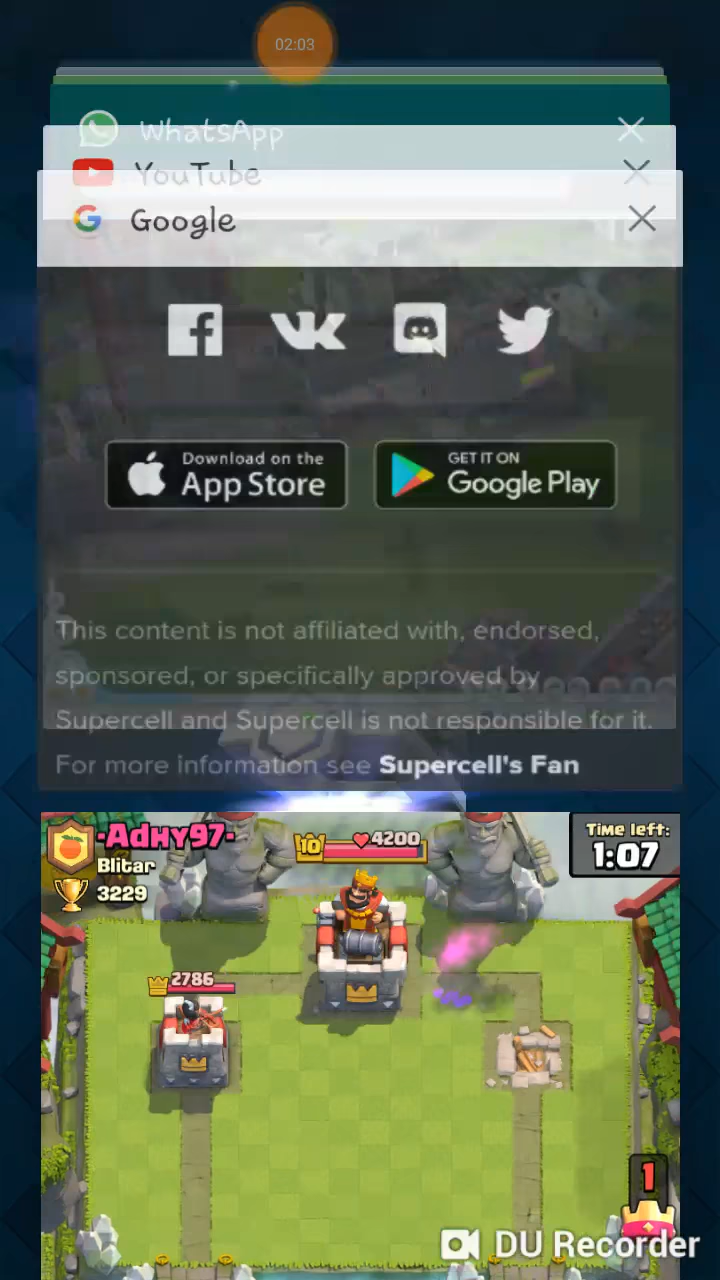 02:03
WhatsApp
YouTube
Google
Download on the
App Store
GET IT ON
Google Play
This content is not affiliated with, endorsed,
sponsored, or specifically approved by
Supercell and Supercell is not responsible for it.
For more information see Supercell's Fan
-Adhy97-
Blitar
3229
10
4200
Time left:
1:07
2786
1
DU Recorder